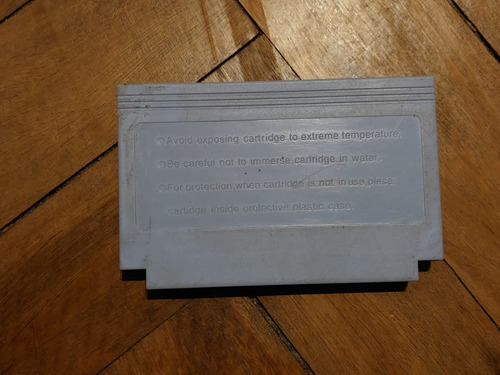 Avoid exposing cartridge to extreme temperature.
Be careful not to immerse cartridge in water.
For protection,when cartridge is not in use,place
cartidge inside protective plastic case.